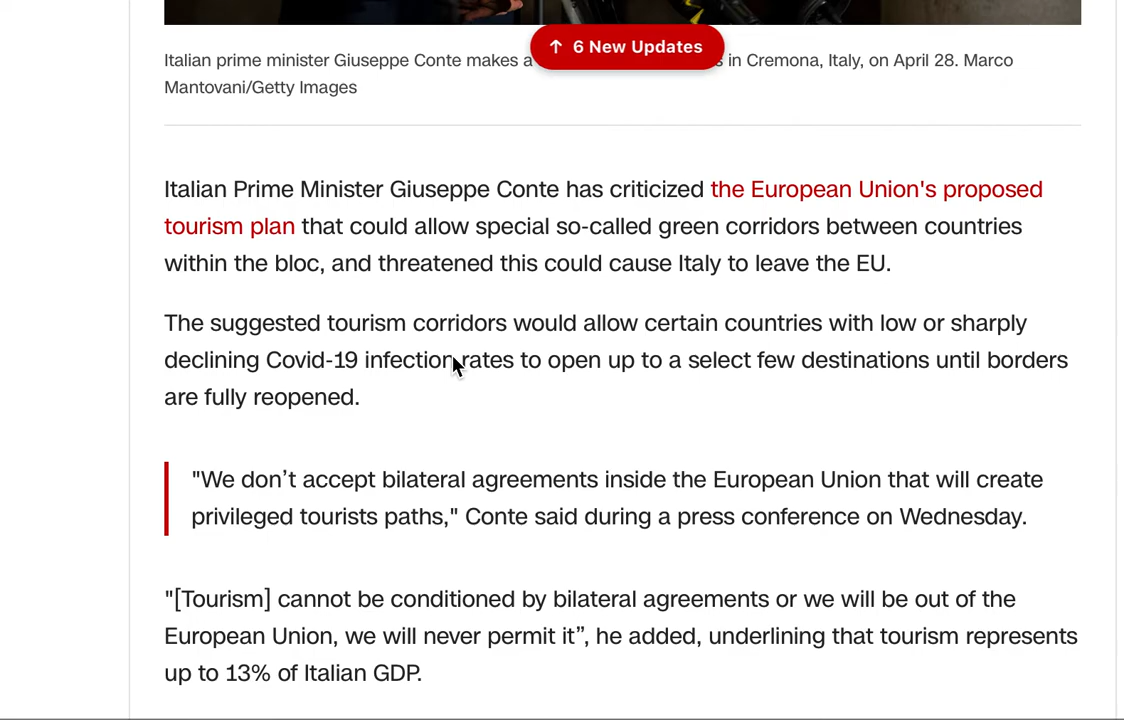 ↑ 6 New Updates
Italian prime minister Giuseppe Conte makes a in Cremona, Italy, on April 28. Marco
Mantovani/Getty Images
Italian Prime Minister Giuseppe Conte has criticized the European Union's proposed
tourism plan that could allow special so-called green corridors between countries
within the bloc, and threatened this could cause Italy to leave the EU.
The suggested tourism corridors would allow certain countries with low or sharply
declining Covid-19 infection rates to open up to a select few destinations until borders
are fully reopened.
"We don’t accept bilateral agreements inside the European Union that will create
privileged tourists paths," Conte said during a press conference on Wednesday.
"[Tourism] cannot be conditioned by bilateral agreements or we will be out of the
European Union, we will never permit it”, he added, underlining that tourism represents
up to 13% of Italian GDP.